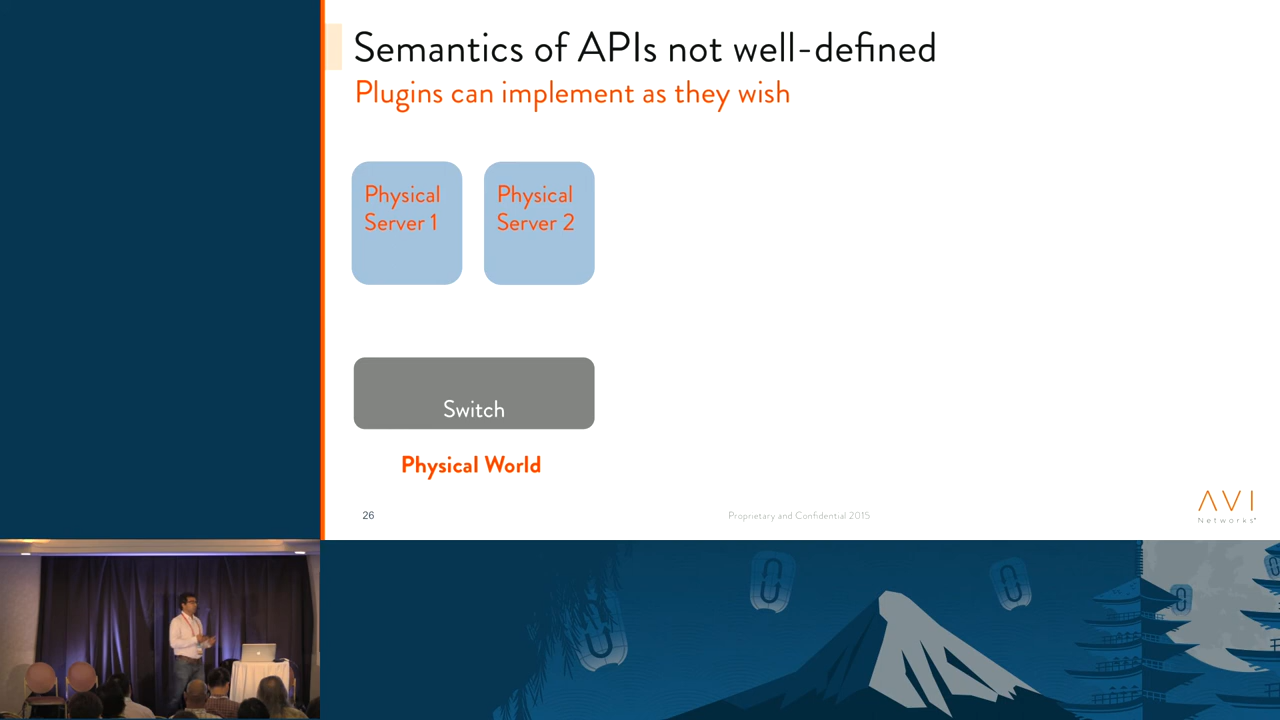 Semantics of APIs not well-defined
Plugins can implement as they wish
Physical
Server 1
Physical
Server 2
Switch
Physical World
26
Proprietary and Confidential 2015
AVI
Networks